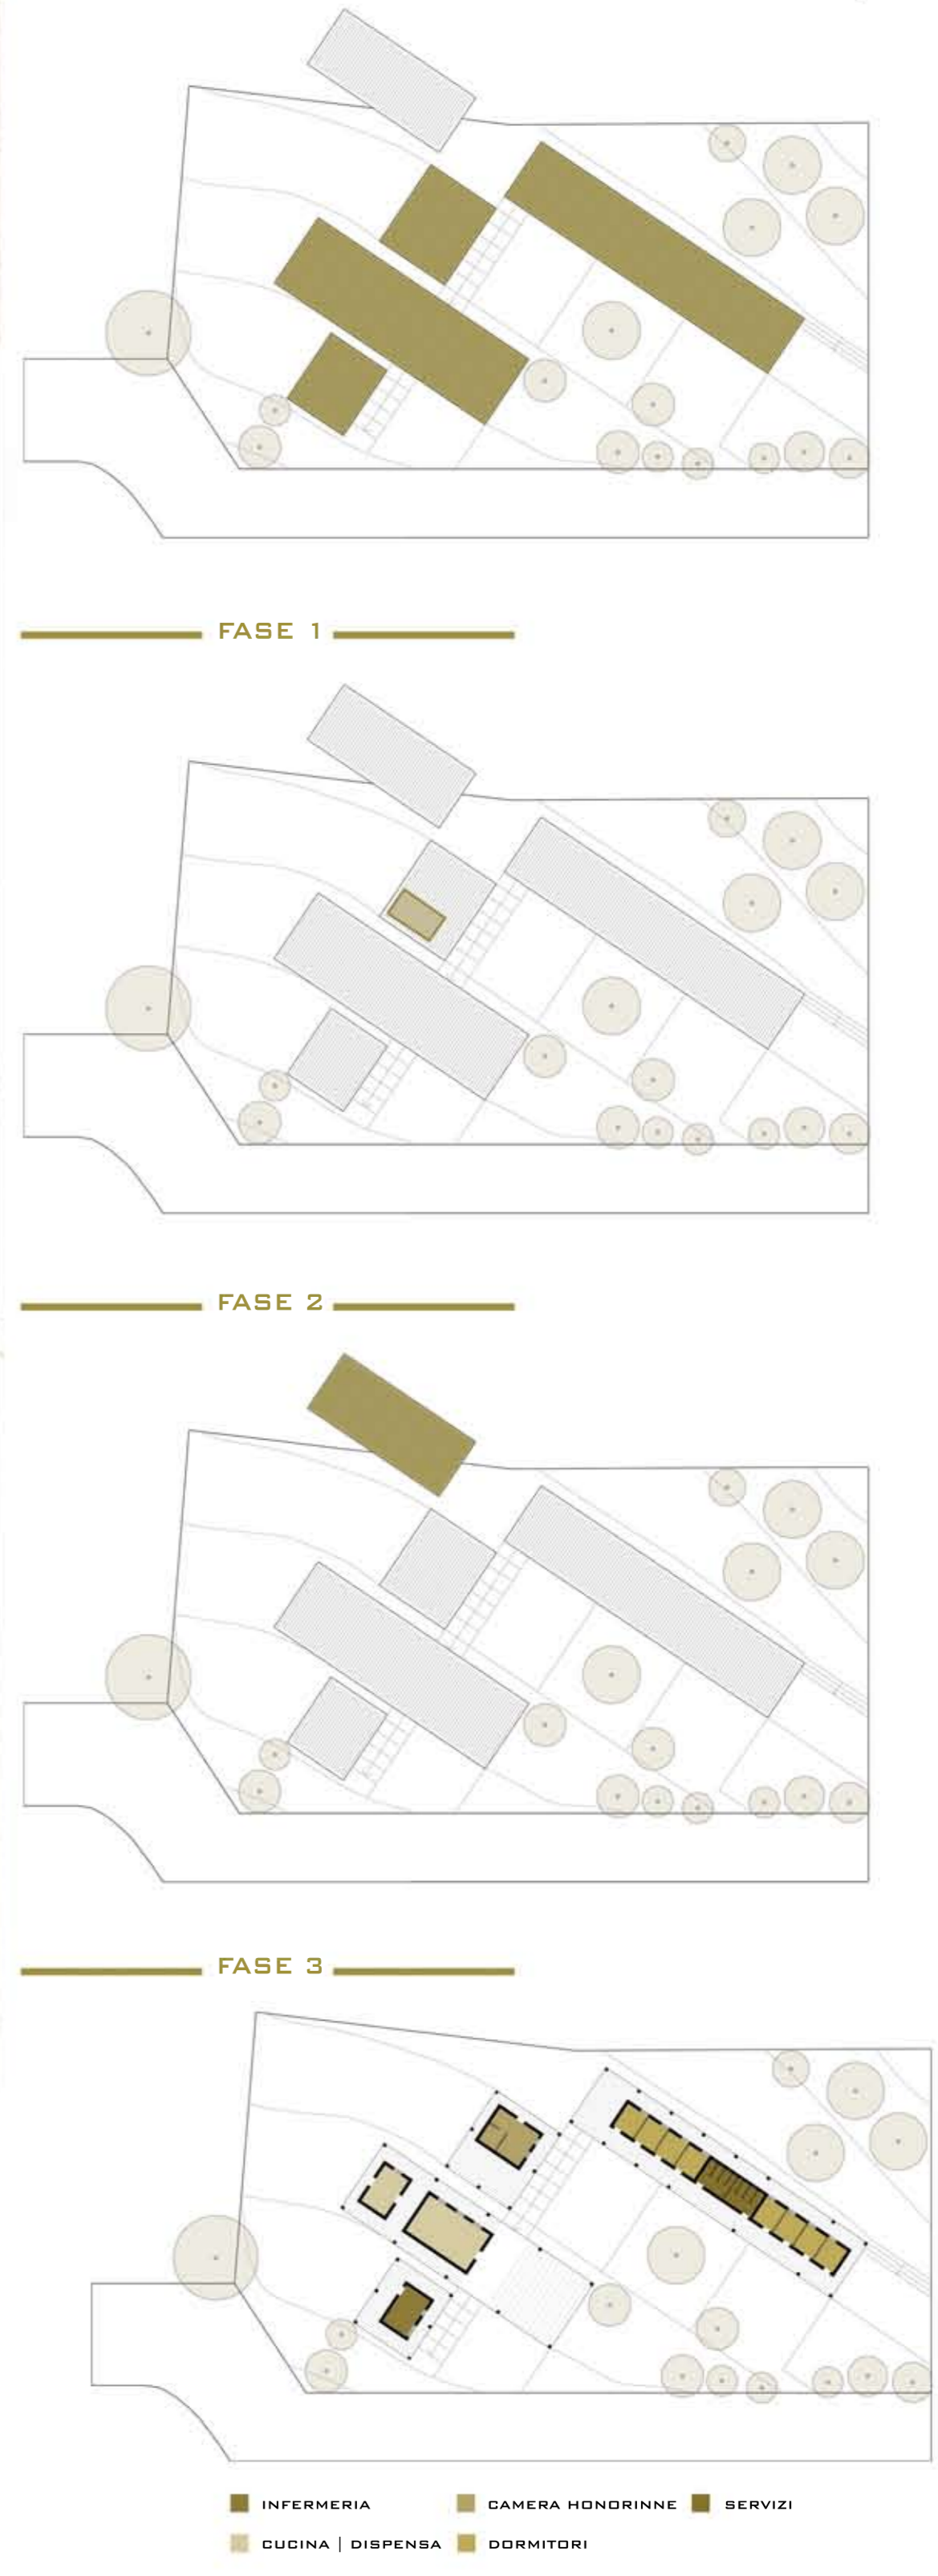 FASE 1
FASE 2
FASE 3
INFERMERIA CAMERA HONORINNE SERVIZI
CUCINA | DISPENSA DORMITORI